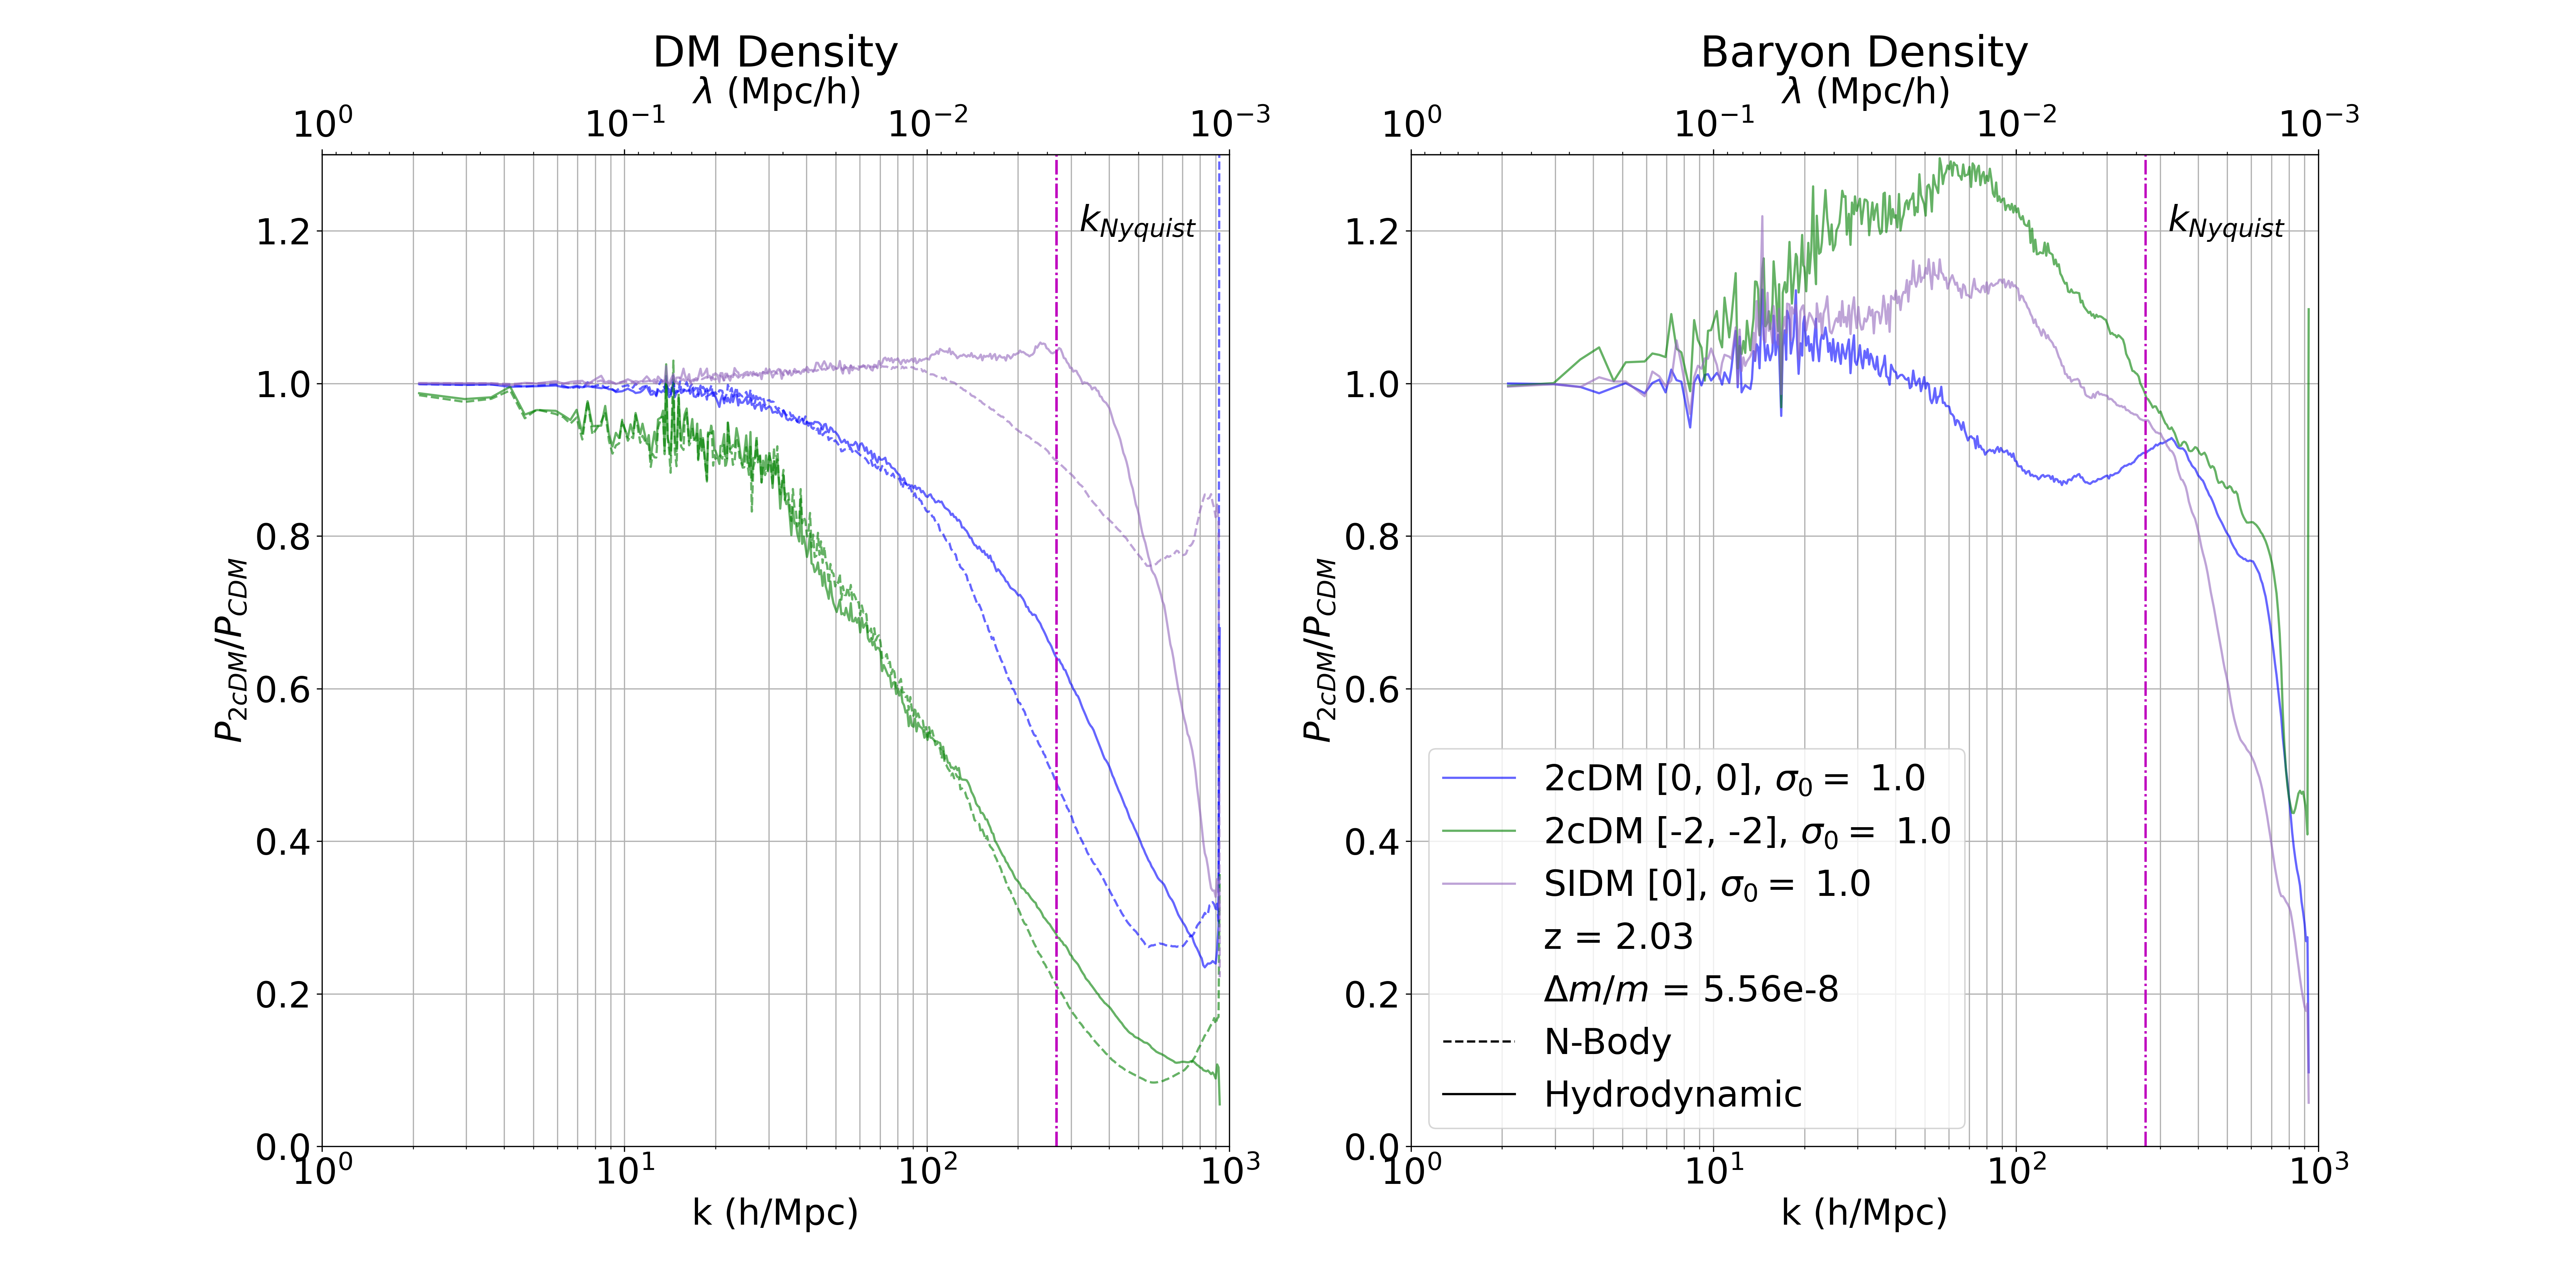 DM Density
λ (Mpc/h)
10⁰ 10⁻¹ 10⁻² 10⁻³
k_Nyquist
1.2
1.0
0.8
0.6
0.4
0.2
0.0
P_2cDM/P_CDM
10⁰ 10¹ 10² 10³
k (h/Mpc)
Baryon Density
λ (Mpc/h)
10⁰ 10⁻¹ 10⁻² 10⁻³
k_Nyquist
1.2
1.0
0.8
0.6
0.4
0.2
0.0
P_2cDM/P_CDM
2cDM [0, 0], σ₀ = 1.0
2cDM [-2, -2], σ₀ = 1.0
SIDM [0], σ₀ = 1.0
z = 2.03
Δm/m = 5.56e-8
N-Body
Hydrodynamic
10⁰ 10¹ 10² 10³
k (h/Mpc)